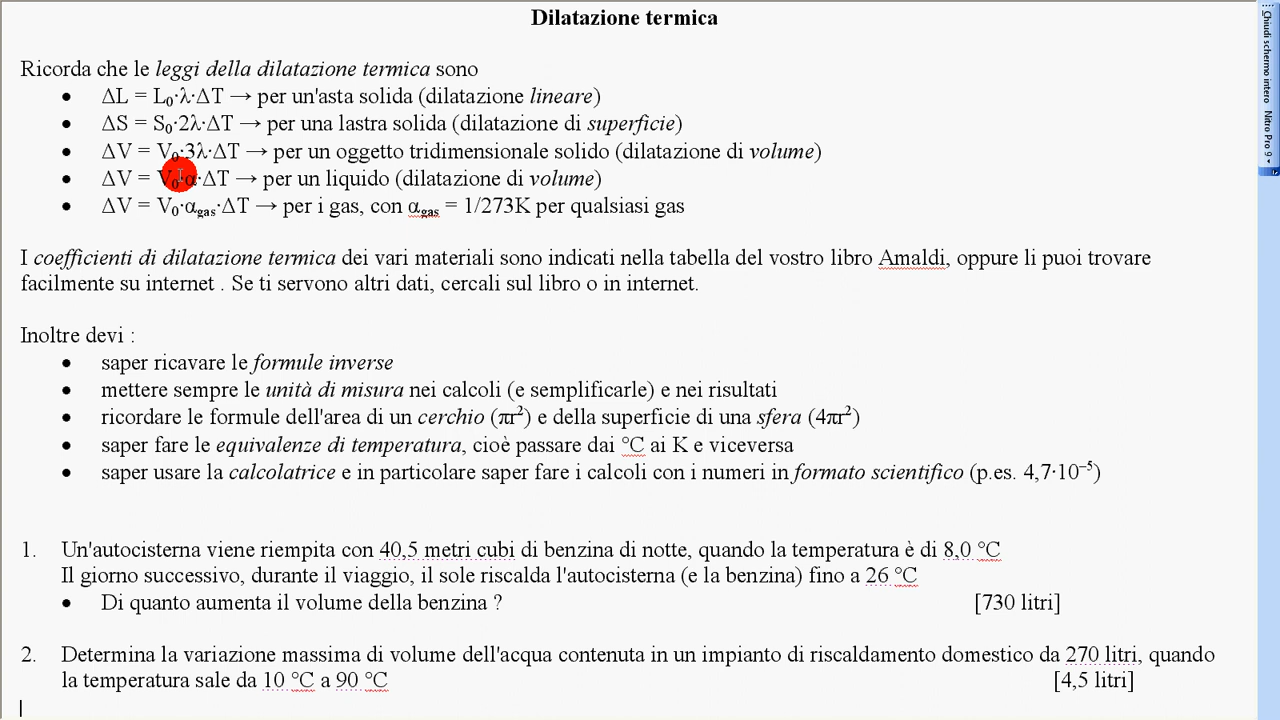 Dilatazione termica
Ricorda che le leggi della dilatazione termica sono
• ΔL = L₀·λ·ΔT → per un'asta solida (dilatazione lineare)
• ΔS = S₀·2λ·ΔT → per una lastra solida (dilatazione di superficie)
• ΔV = V₀·3λ·ΔT → per un oggetto tridimensionale solido (dilatazione di volume)
• ΔV = V₀·α·ΔT → per un liquido (dilatazione di volume)
• ΔV = V₀·αgas·ΔT → per i gas, con αgas = 1/273K per qualsiasi gas
I coefficienti di dilatazione termica dei vari materiali sono indicati nella tabella del vostro libro Amaldi, oppure li puoi trovare
facilmente su internet . Se ti servono altri dati, cercali sul libro o in internet.
Inoltre devi :
• saper ricavare le formule inverse
• mettere sempre le unità di misura nei calcoli (e semplificarle) e nei risultati
• ricordare le formule dell'area di un cerchio (πr²) e della superficie di una sfera (4πr²)
• saper fare le equivalenze di temperatura, cioè passare dai °C ai K e viceversa
• saper usare la calcolatrice e in particolare saper fare i calcoli con i numeri in formato scientifico (p.es. 4,7·10⁻⁵)
1. Un'autocisterna viene riempita con 40,5 metri cubi di benzina di notte, quando la temperatura è di 8,0 °C
Il giorno successivo, durante il viaggio, il sole riscalda l'autocisterna (e la benzina) fino a 26 °C
• Di quanto aumenta il volume della benzina ? [730 litri]
2. Determina la variazione massima di volume dell'acqua contenuta in un impianto di riscaldamento domestico da 270 litri, quando
la temperatura sale da 10 °C a 90 °C [4,5 litri]
Chiudi schermo intero
Nitro Pro 9